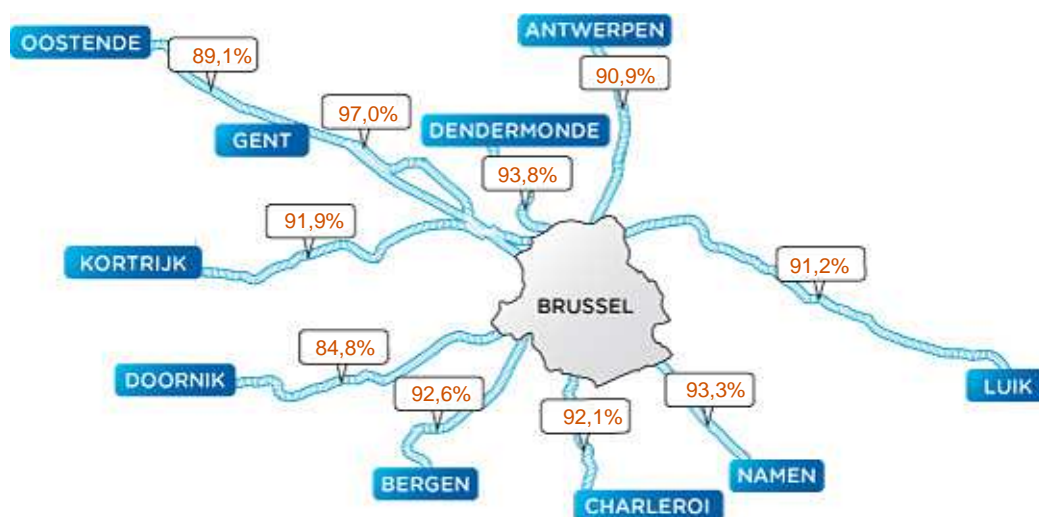 ANTWERPEN
OOSTENDE
89,1%
90,9%
97,0%
DENDERMONDE
GENT
93,8%
91,9%
KORTRIJK
91,2%
BRUSSEL
84,8%
DOORNIK
LUIK
92,6%
93,3%
92,1%
BERGEN
NAMEN
CHARLEROI